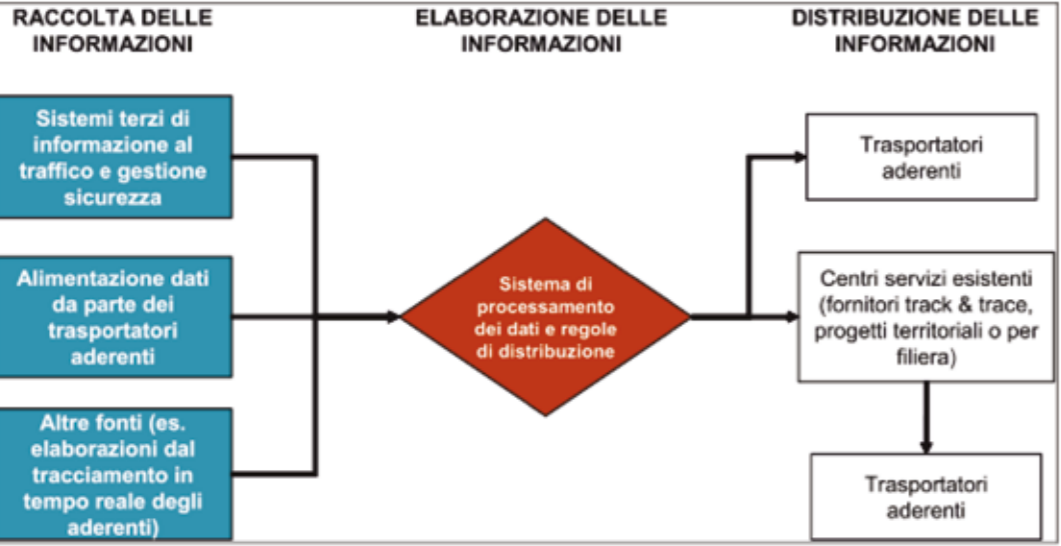 RACCOLTA DELLE
INFORMAZIONI
ELABORAZIONE DELLE
INFORMAZIONI
DISTRIBUZIONE DELLE
INFORMAZIONI
Sistemi terzi di
informazione al
traffico e gestione
sicurezza
Alimentazione dati
da parte dei
trasportatori
aderenti
Altre fonti (es.
elaborazioni dal
tracciamento in
tempo reale degli
aderenti)
Sistema di
processamento
dei dati e regole
di distribuzione
Trasportatori
aderenti
Centri servizi esistenti
(fornitori track & trace,
progetti territoriali o per
filiera)
Trasportatori
aderenti